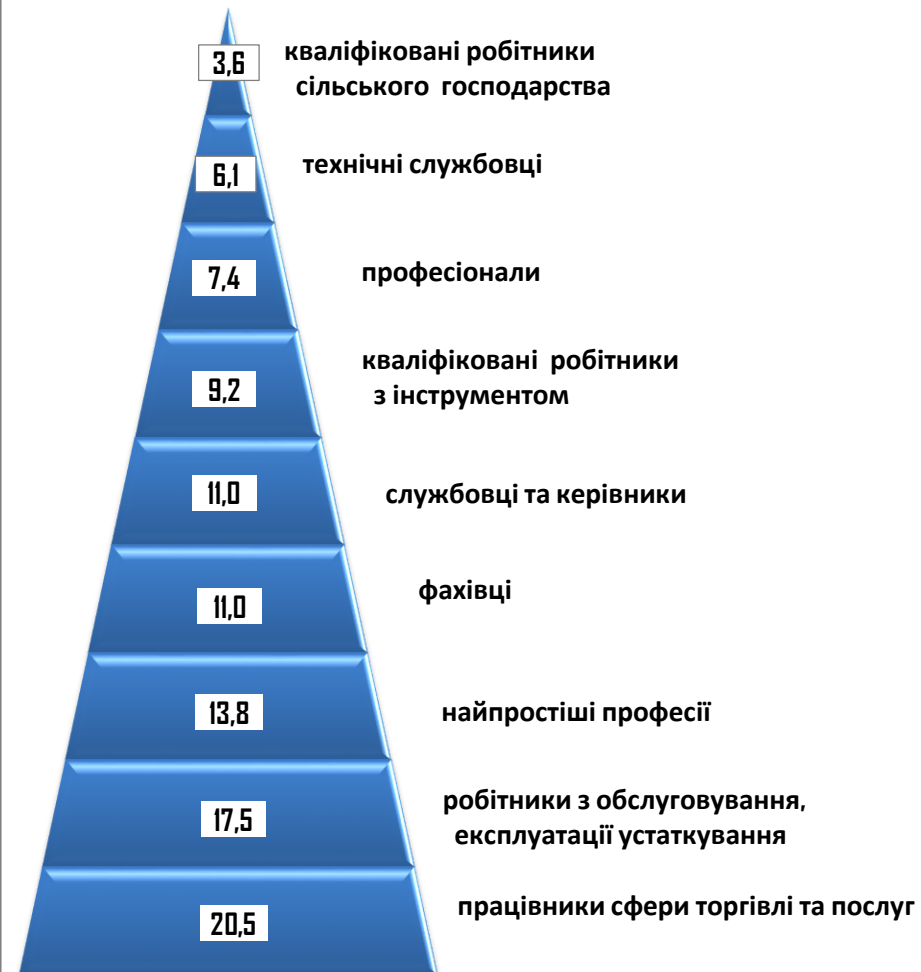 3,6
кваліфіковані робітники
сільського господарства
6,1
технічні службовці
7,4
професіонали
9,2
кваліфіковані робітники
з інструментом
11,0
службовці та керівники
11,0
фахівці
13,8
найпростіші професії
17,5
робітники з обслуговування,
експлуатації устаткування
20,5
працівники сфери торгівлі та послуг